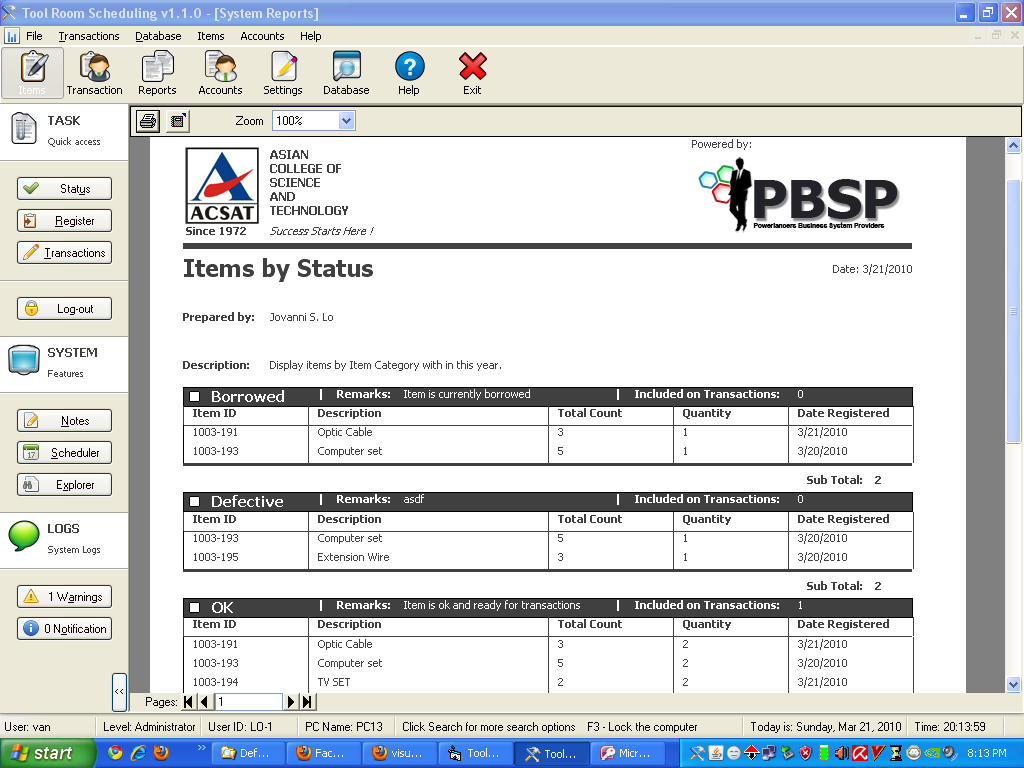 Tool Room Scheduling v1.1.0 - [System Reports]
File Transactions Database Items Accounts Help
Items Transaction Reports Accounts Settings Database Help Exit
TASK
Quick access
Status
Register
Transactions
Log-out
SYSTEM
Features
Notes
17 Scheduler
Explorer
LOGS
System Logs
1 Warnings
0 Notification
<<
Zoom 100%
ACSAT
Since 1972
ASIAN
COLLEGE OF
SCIENCE
AND
TECHNOLOGY
Success Starts Here !
Powered by:
PBSP
Powerlancers Business System Providers
Items by Status
Date: 3/21/2010
Prepared by: Jovanni S. Lo
Description: Display items by Item Category with in this year.
Borrowed | Remarks: Item is currently borrowed | Included on Transactions: 0
Item ID Description Total Count Quantity Date Registered
1003-191 Optic Cable 3 1 3/21/2010
1003-193 Computer set 5 1 3/20/2010
Sub Total: 2
Defective | Remarks: asdf | Included on Transactions: 0
Item ID Description Total Count Quantity Date Registered
1003-193 Computer set 5 1 3/20/2010
1003-195 Extension Wire 3 1 3/20/2010
Sub Total: 2
OK | Remarks: Item is ok and ready for transactions | Included on Transactions: 1
Item ID Description Total Count Quantity Date Registered
1003-191 Optic Cable 3 2 3/21/2010
1003-193 Computer set 5 2 3/20/2010
1003-194 TV SET 2 2 3/21/2010
Pages: 1
User: van Level: Administrator User ID: LO-1 PC Name: PC13 Click Search for more search options F3 - Lock the computer Today is: Sunday, Mar 21, 2010 Time: 20:13:59
start » Def... Fac... visu... Tool... Tool... Micr... 8:13 PM